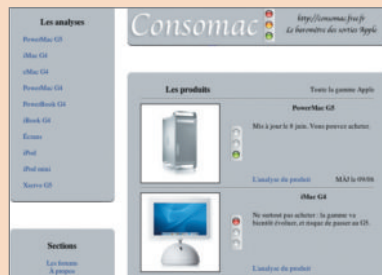 Les analyses
PowerMac G5
iMac G4
eMac G4
PowerMac G4
PowerBook G4
iBook G4
Écrans
iPod
iPod mini
Xserve G5
Sections
Les forums
À propos
Consomac
http://consomac.free.fr
Le baromètre des sorties Apple
Les produits
Toute la gamme Apple
PowerMac G5
Mis à jour le 9 juin. Vous pouvez acheter.
L'analyse du produit
MÀJ le 09/06
iMac G4
Ne surtout pas acheter : la gamme va
bientôt évoluer, et risque de passer au G5.
L'analyse du produit